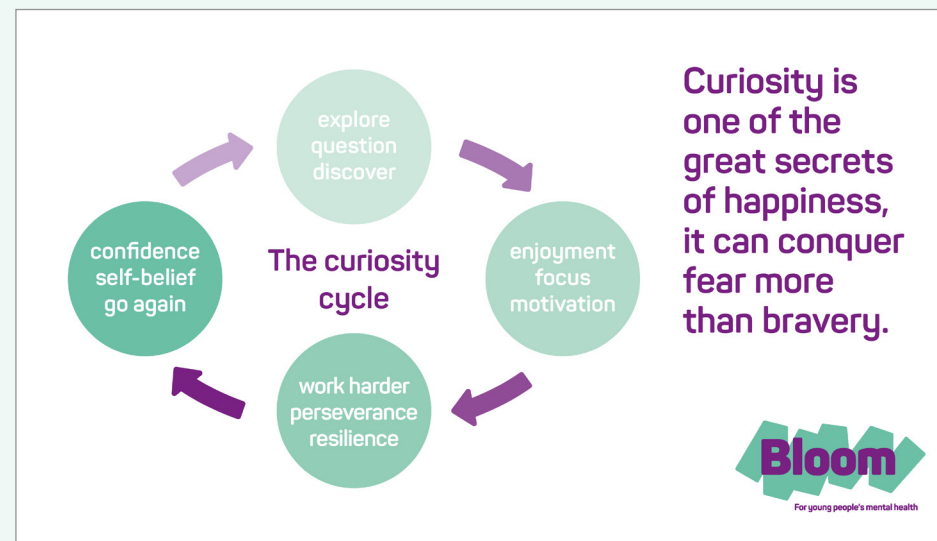 explore
question
discover
enjoyment
focus
motivation
work harder
perseverance
resilience
confidence
self-belief
go again
The curiosity
cycle
Curiosity is
one of the
great secrets
of happiness,
it can conquer
fear more
than bravery.
Bloom
For young people's mental health